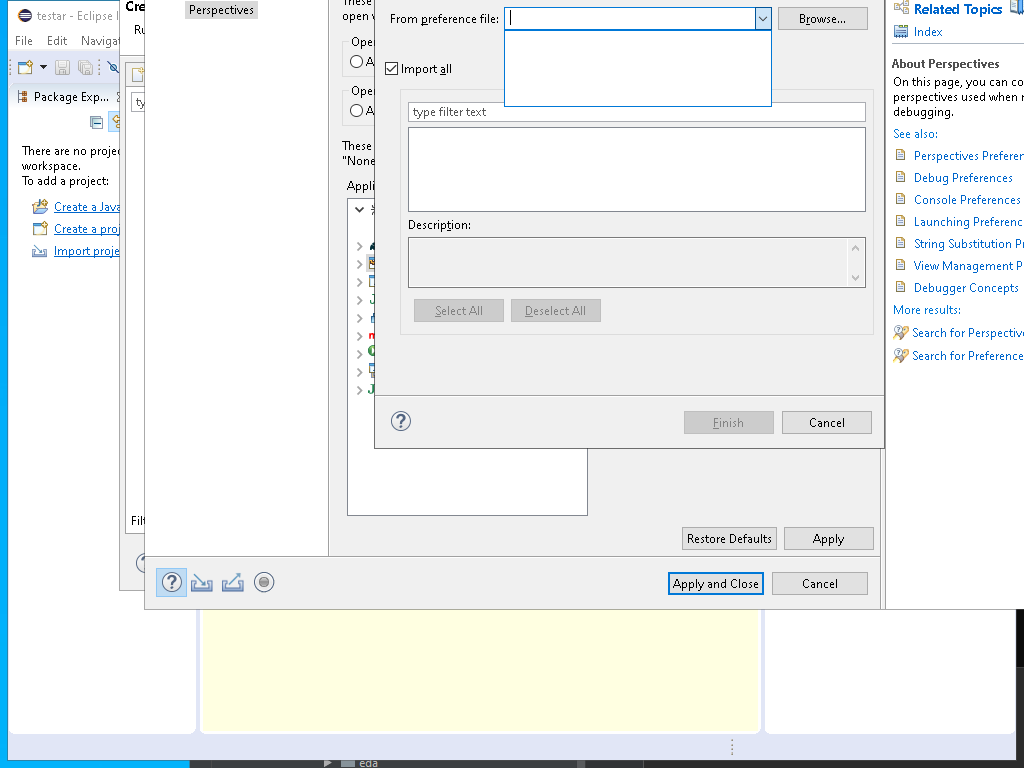 testar - Eclipse I
File Edit Navigat
Package Exp...
There are no projec
workspace.
To add a project:
Create a Java
Create a proj
Import proje
Cre
Ru
ty
Filt
Perspectives
These
open v
Ope
A
Ope
A
These
"None
Appli
From preference file:
Browse...
Import all
type filter text
Description:
Select All
Deselect All
Finish
Cancel
Restore Defaults
Apply
Apply and Close
Cancel
Related Topics
Index
About Perspectives
On this page, you can co
perspectives used when r
debugging.
See also:
Perspectives Preferen
Debug Preferences
Console Preferences
Launching Preferenc
String Substitution Pr
View Management P
Debugger Concepts
More results:
Search for Perspective
Search for Preference
eda